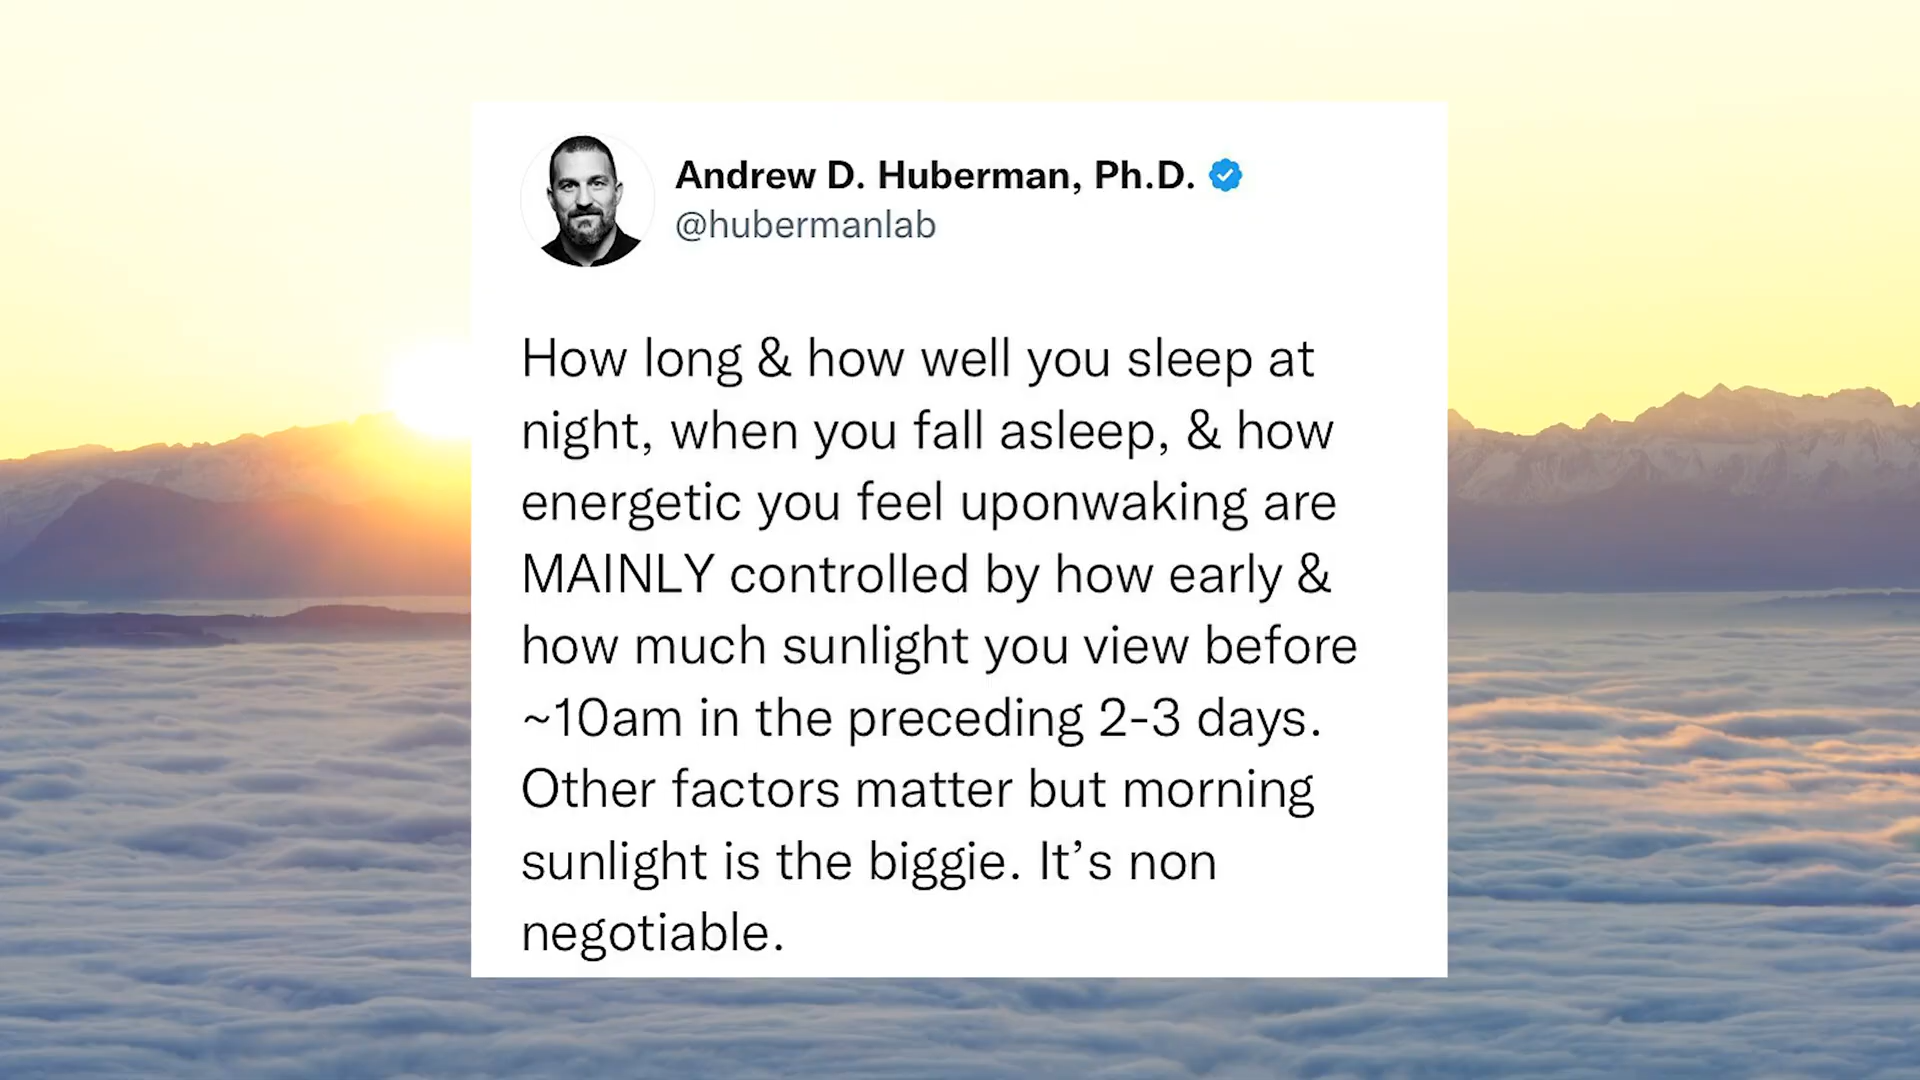 Andrew D. Huberman, Ph.D.
@hubermanlab
How long & how well you sleep at
night, when you fall asleep, & how
energetic you feel uponwaking are
MAINLY controlled by how early &
how much sunlight you view before
~10am in the preceding 2-3 days.
Other factors matter but morning
sunlight is the biggie. It’s non
negotiable.